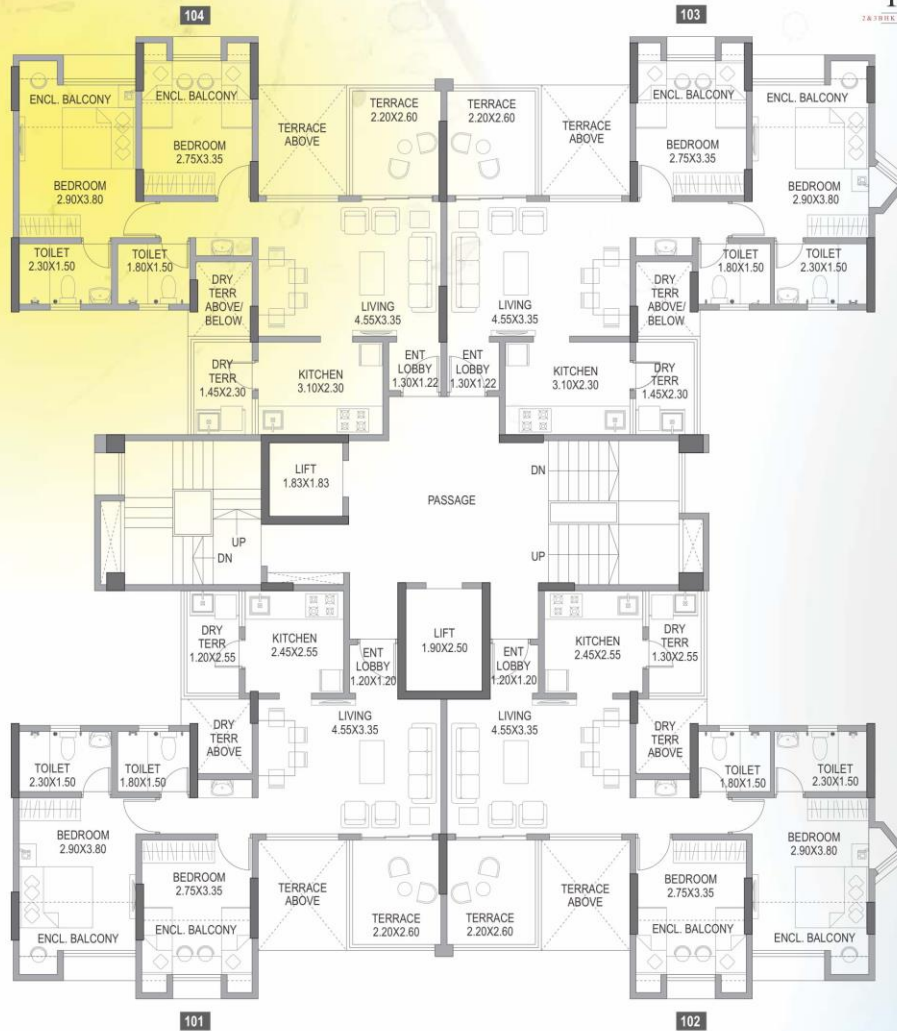 104
103
ENCL. BALCONY
ENCL. BALCONY
BEDROOM
2.75X3.35
BEDROOM
2.90X3.80
TERRACE
ABOVE
TERRACE
2.20X2.60
TERRACE
2.20X2.60
TERRACE
ABOVE
ENCL. BALCONY
ENCL. BALCONY
BEDROOM
2.75X3.35
BEDROOM
2.90X3.80
TOILET
2.30X1.50
TOILET
1.80X1.50
DRY
TERR
ABOVE/
BELOW
LIVING
4.55X3.35
LIVING
4.55X3.35
DRY
TERR
ABOVE/
BELOW
TOILET
1.80X1.50
TOILET
2.30X1.50
DRY
TERR
1.45X2.30
KITCHEN
3.10X2.30
ENT
LOBBY
1.30X1.22
ENT
LOBBY
1.30X1.22
KITCHEN
3.10X2.30
DRY
TERR
1.45X2.30
LIFT
1.83X1.83
PASSAGE
DN
UP
DN
UP
DRY
TERR
1.20X2.55
KITCHEN
2.45X2.55
ENT
LOBBY
1.20X1.20
LIFT
1.90X2.50
ENT
LOBBY
1.20X1.20
KITCHEN
2.45X2.55
DRY
TERR
1.30X2.55
DRY
TERR
ABOVE
LIVING
4.55X3.35
LIVING
4.55X3.35
DRY
TERR
ABOVE
TOILET
2.30X1.50
TOILET
1.80X1.50
TOILET
1.80X1.50
TOILET
2.30X1.50
BEDROOM
2.90X3.80
BEDROOM
2.75X3.35
ENCL. BALCONY
ENCL. BALCONY
TERRACE
ABOVE
TERRACE
2.20X2.60
TERRACE
2.20X2.60
TERRACE
ABOVE
BEDROOM
2.75X3.35
BEDROOM
2.90X3.80
ENCL. BALCONY
ENCL. BALCONY
101
102